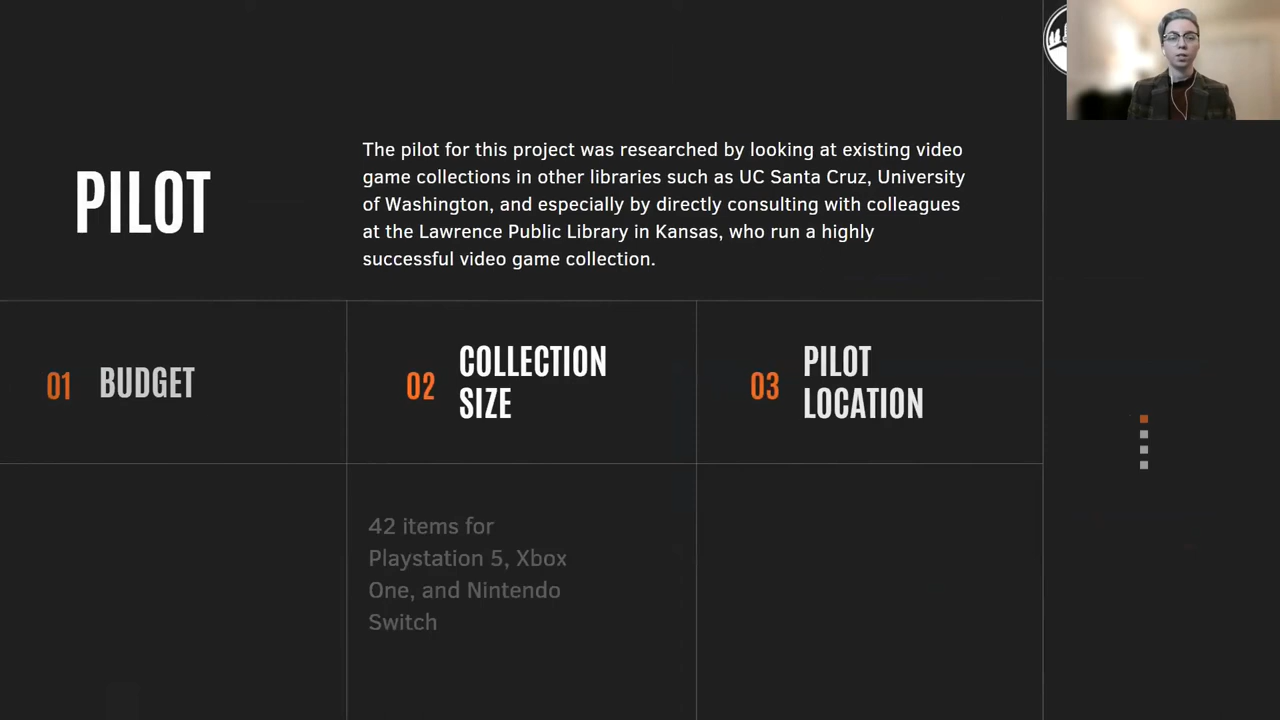 PILOT
The pilot for this project was researched by looking at existing video
game collections in other libraries such as UC Santa Cruz, University
of Washington, and especially by directly consulting with colleagues
at the Lawrence Public Library in Kansas, who run a highly
successful video game collection.
01 BUDGET
02 COLLECTION
SIZE
03 PILOT
LOCATION
42 items for
Playstation 5, Xbox
One, and Nintendo
Switch